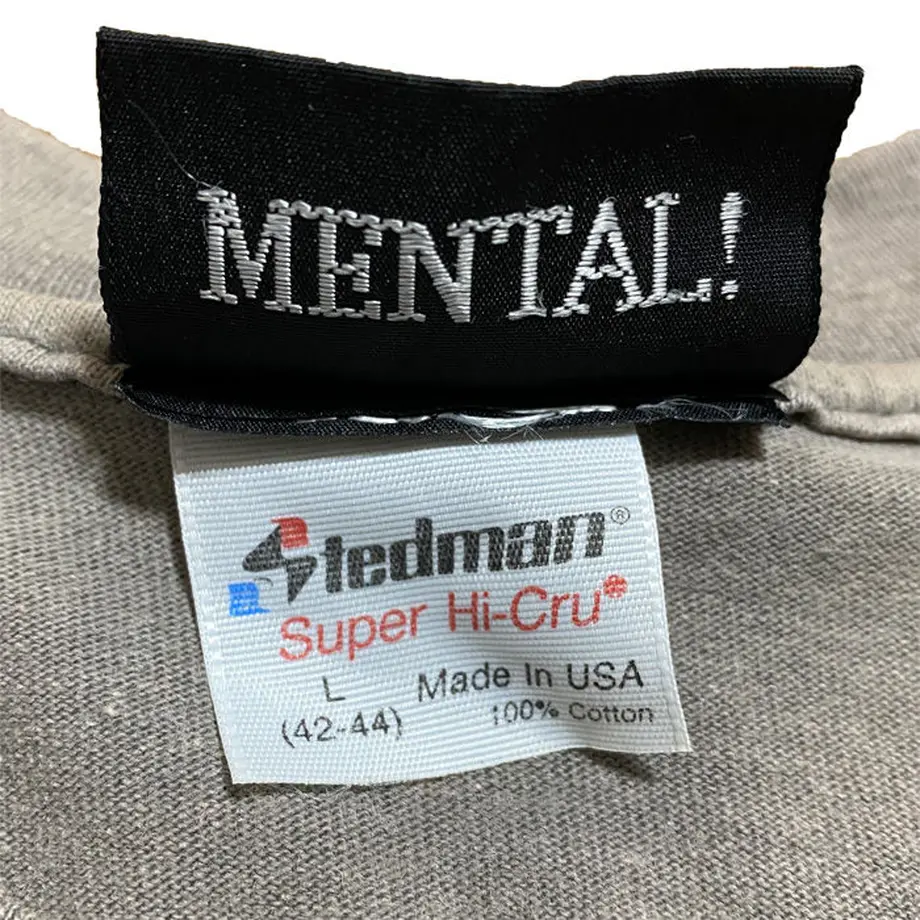 MENTAL!
Stedman®
Super Hi-Cru®
L Made In USA
(42-44) 100% Cotton